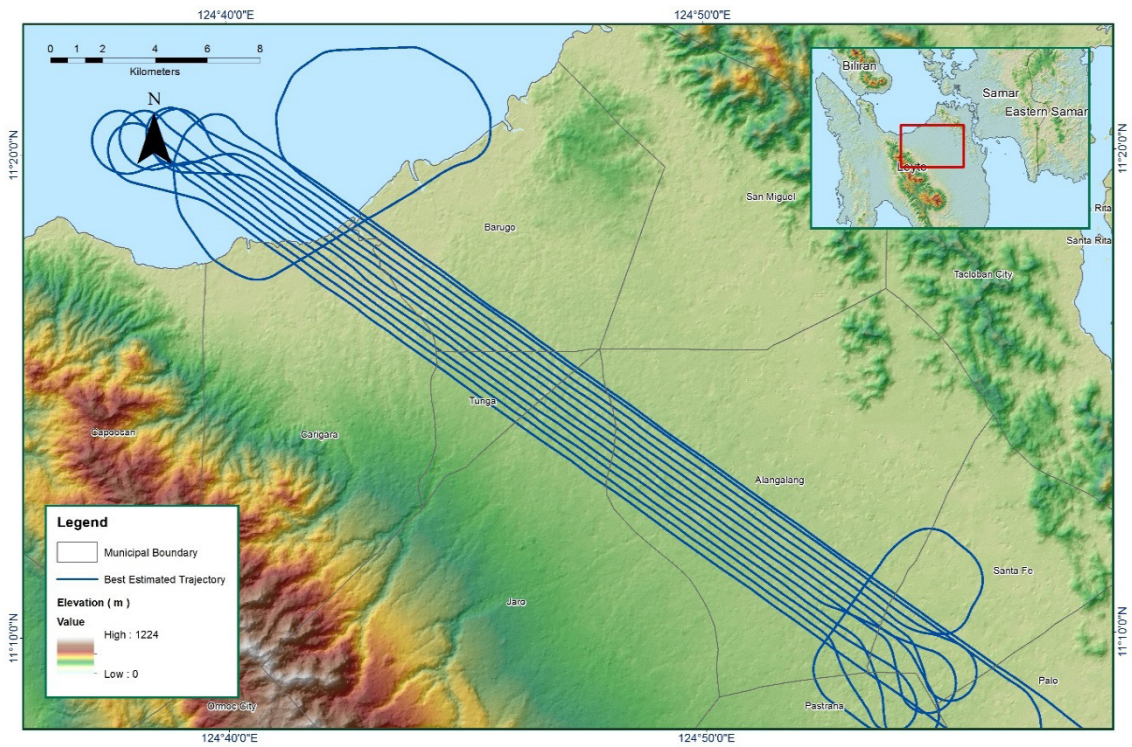 124°40'0"E
124°50'0"E
0 1 2 4 6 8
Kilometers
N
11°20'0"N
11°20'0"N
Biliran
Samar
Eastern Samar
Leyte
Rita
Santa Rita
San Miguel
Barugo
Tacloban City
Tunga
Capoocan
Carigara
Alangalang
Santa Fe
Jaro
Palo
Pastrana
Ormoc City
Legend
Municipal Boundary
Best Estimated Trajectory
Elevation ( m )
Value
High : 1224
Low : 0
11°10'0"N
11°10'0"N
124°40'0"E
124°50'0"E